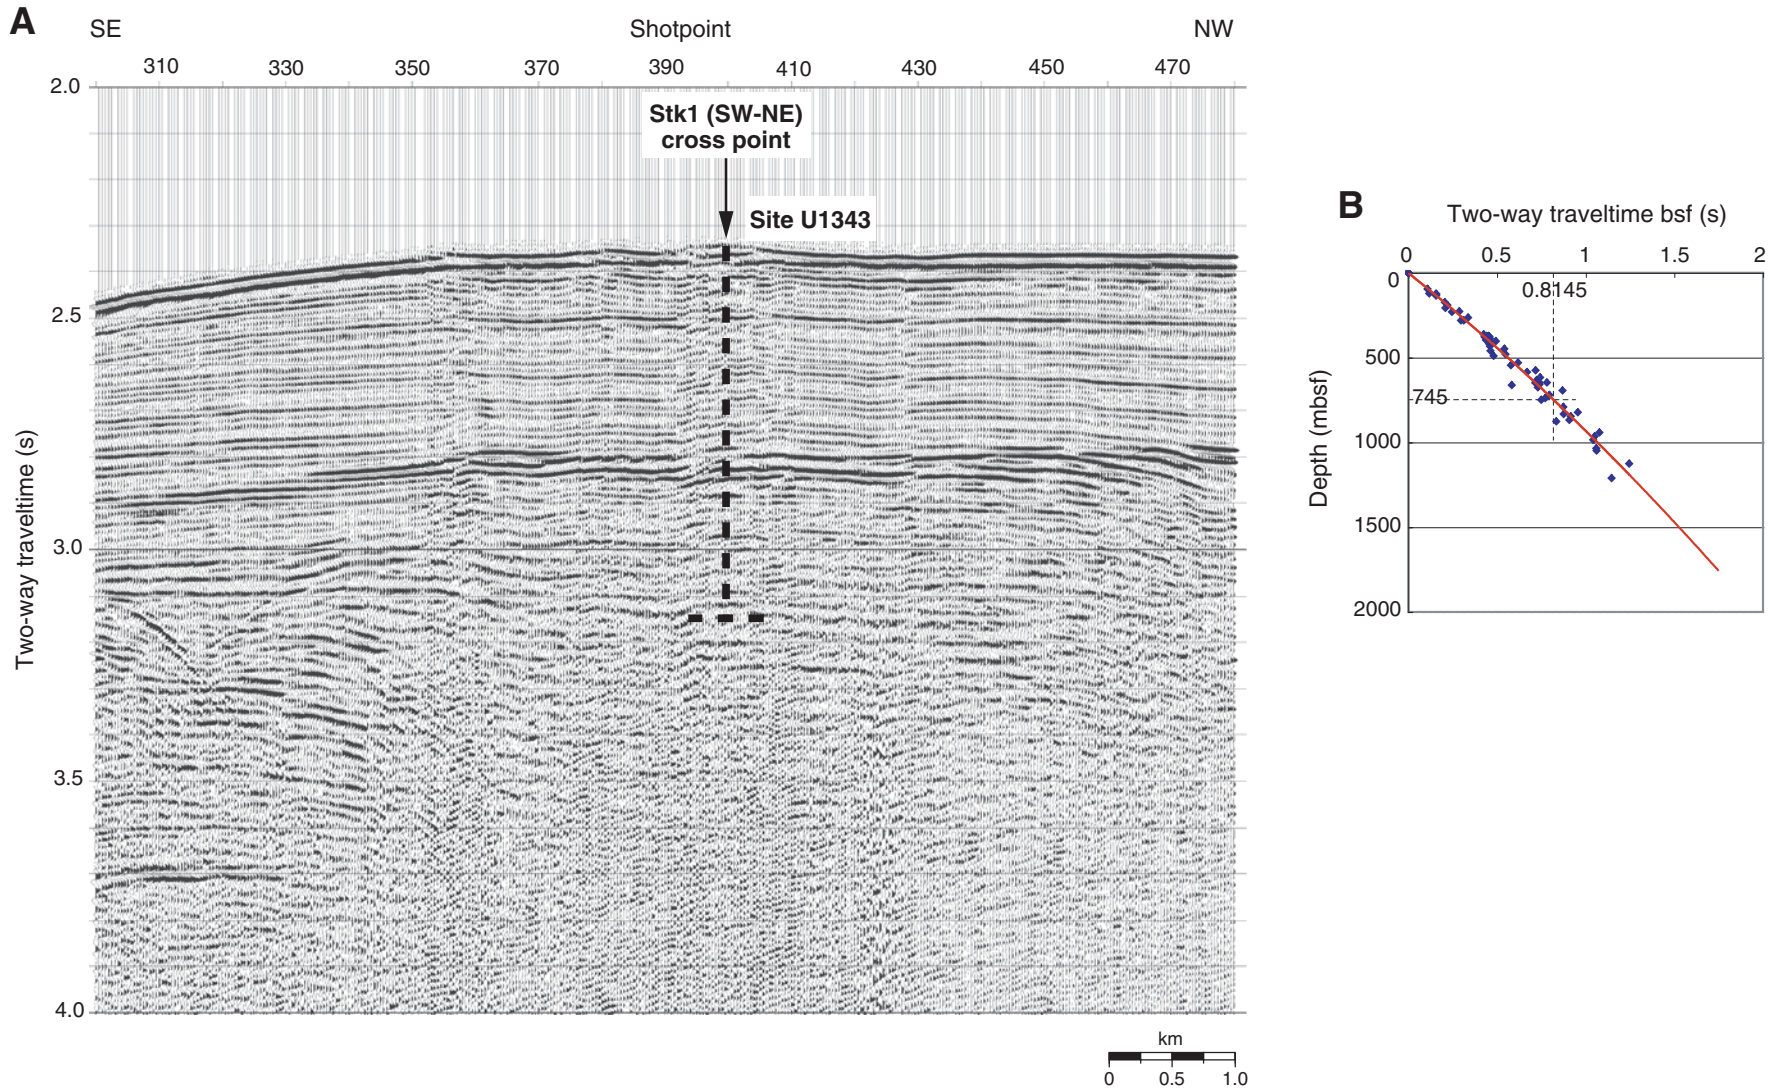 A
SE
Shotpoint
NW
310 330 350 370 390 410 430 450 470
2.0
Stk1 (SW-NE)
cross point
Site U1343
2.5
3.0
3.5
4.0
Two-way traveltime (s)
km
0 0.5 1.0
B
Two-way traveltime bsf (s)
0 0.5 1 1.5 2
0
0.8145
500
745
1000
1500
2000
Depth (mbsf)